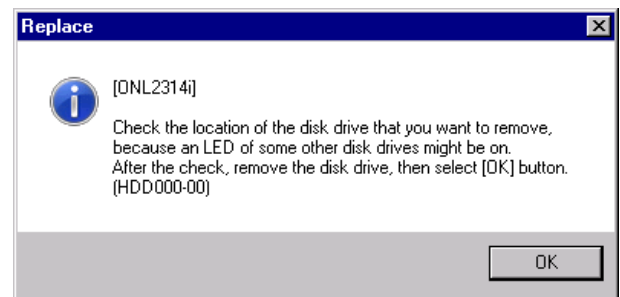 Replace
[ONL2314i]
Check the location of the disk drive that you want to remove,
because an LED of some other disk drives might be on.
After the check, remove the disk drive, then select [OK] button.
(HDD000-00)
OK